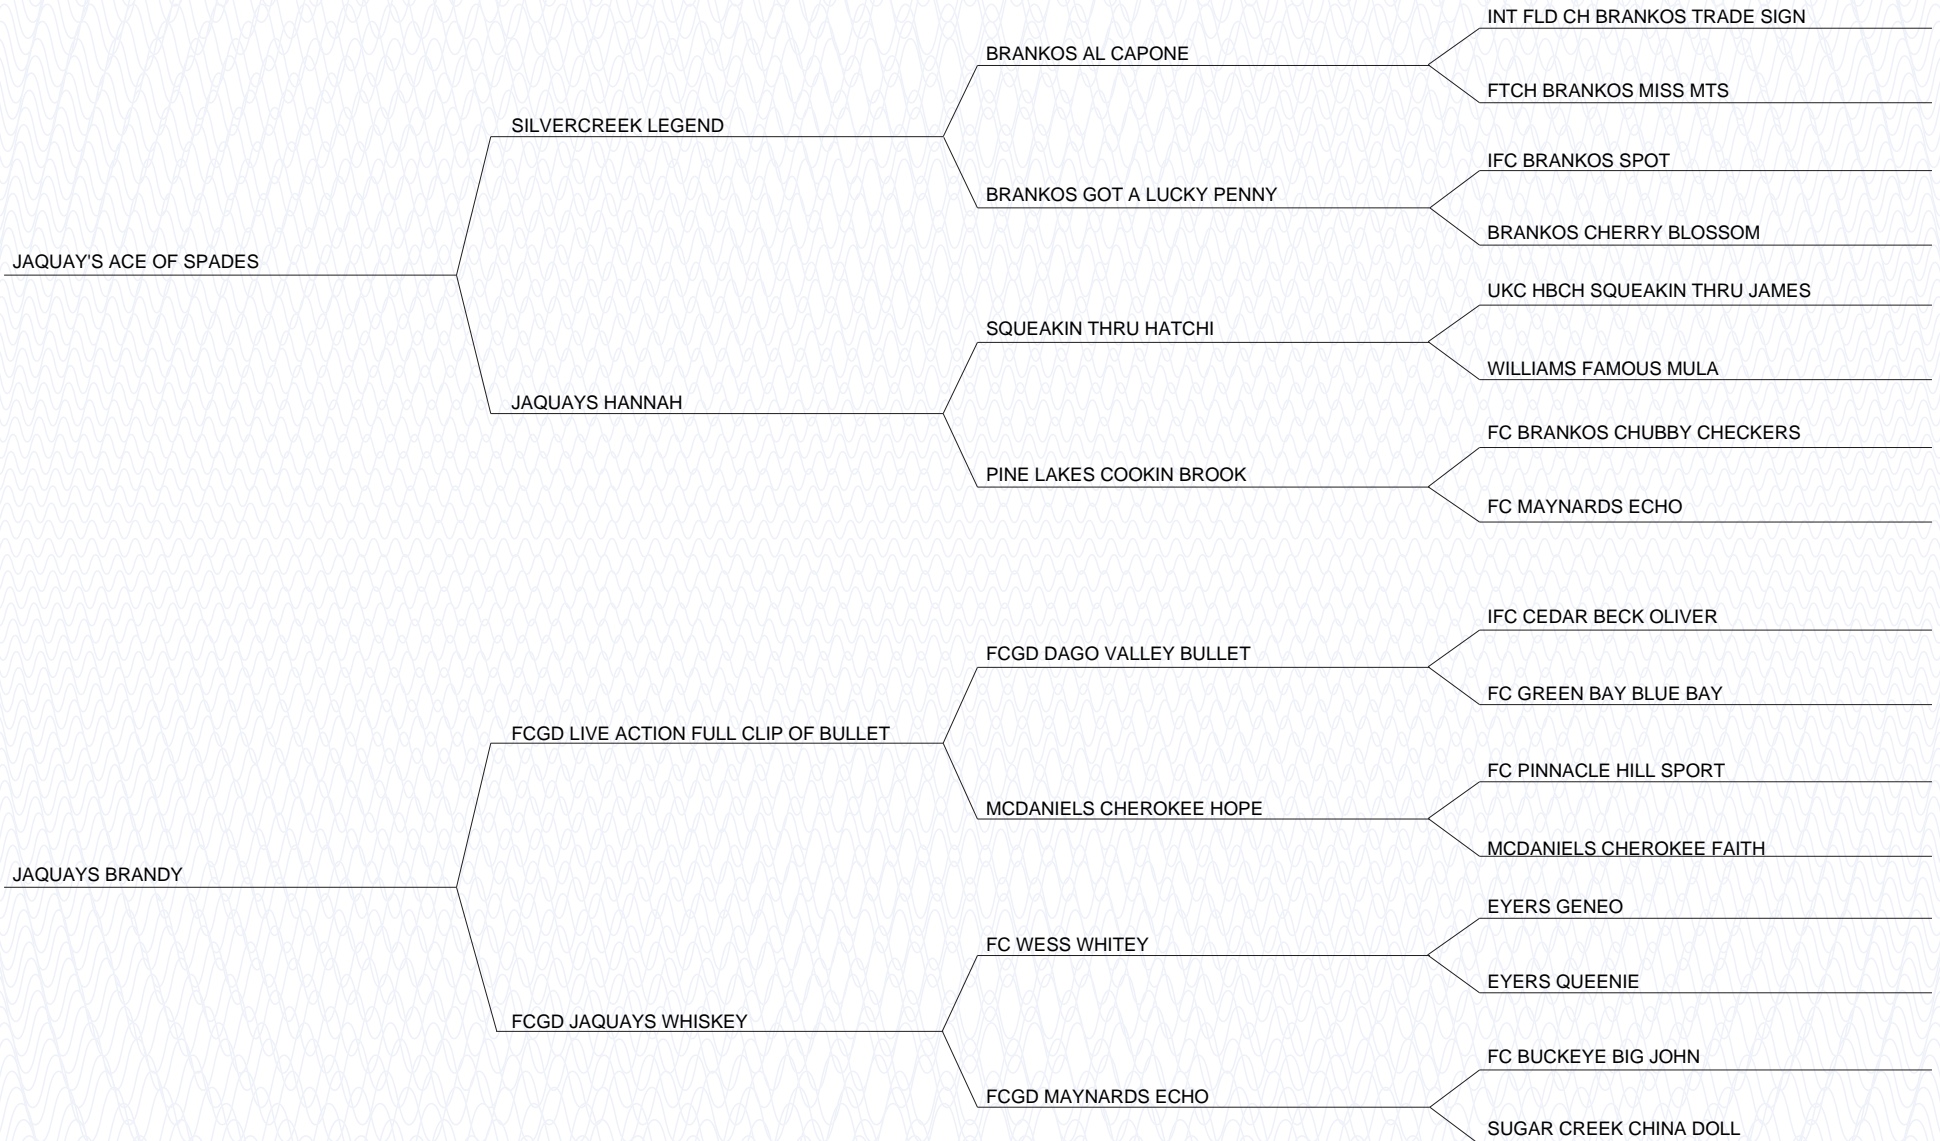 JAQUAY'S ACE OF SPADES
SILVERCREEK LEGEND
BRANKOS AL CAPONE
INT FLD CH BRANKOS TRADE SIGN
FTCH BRANKOS MISS MTS
BRANKOS GOT A LUCKY PENNY
IFC BRANKOS SPOT
BRANKOS CHERRY BLOSSOM
JAQUAYS HANNAH
SQUEAKIN THRU HATCHI
UKC HBCH SQUEAKIN THRU JAMES
WILLIAMS FAMOUS MULA
PINE LAKES COOKIN BROOK
FC BRANKOS CHUBBY CHECKERS
FC MAYNARDS ECHO
JAQUAYS BRANDY
FCGD LIVE ACTION FULL CLIP OF BULLET
FCGD DAGO VALLEY BULLET
IFC CEDAR BECK OLIVER
FC GREEN BAY BLUE BAY
MCDANIELS CHEROKEE HOPE
FC PINNACLE HILL SPORT
MCDANIELS CHEROKEE FAITH
FCGD JAQUAYS WHISKEY
FC WESS WHITEY
EYERS GENEO
EYERS QUEENIE
FCGD MAYNARDS ECHO
FC BUCKEYE BIG JOHN
SUGAR CREEK CHINA DOLL